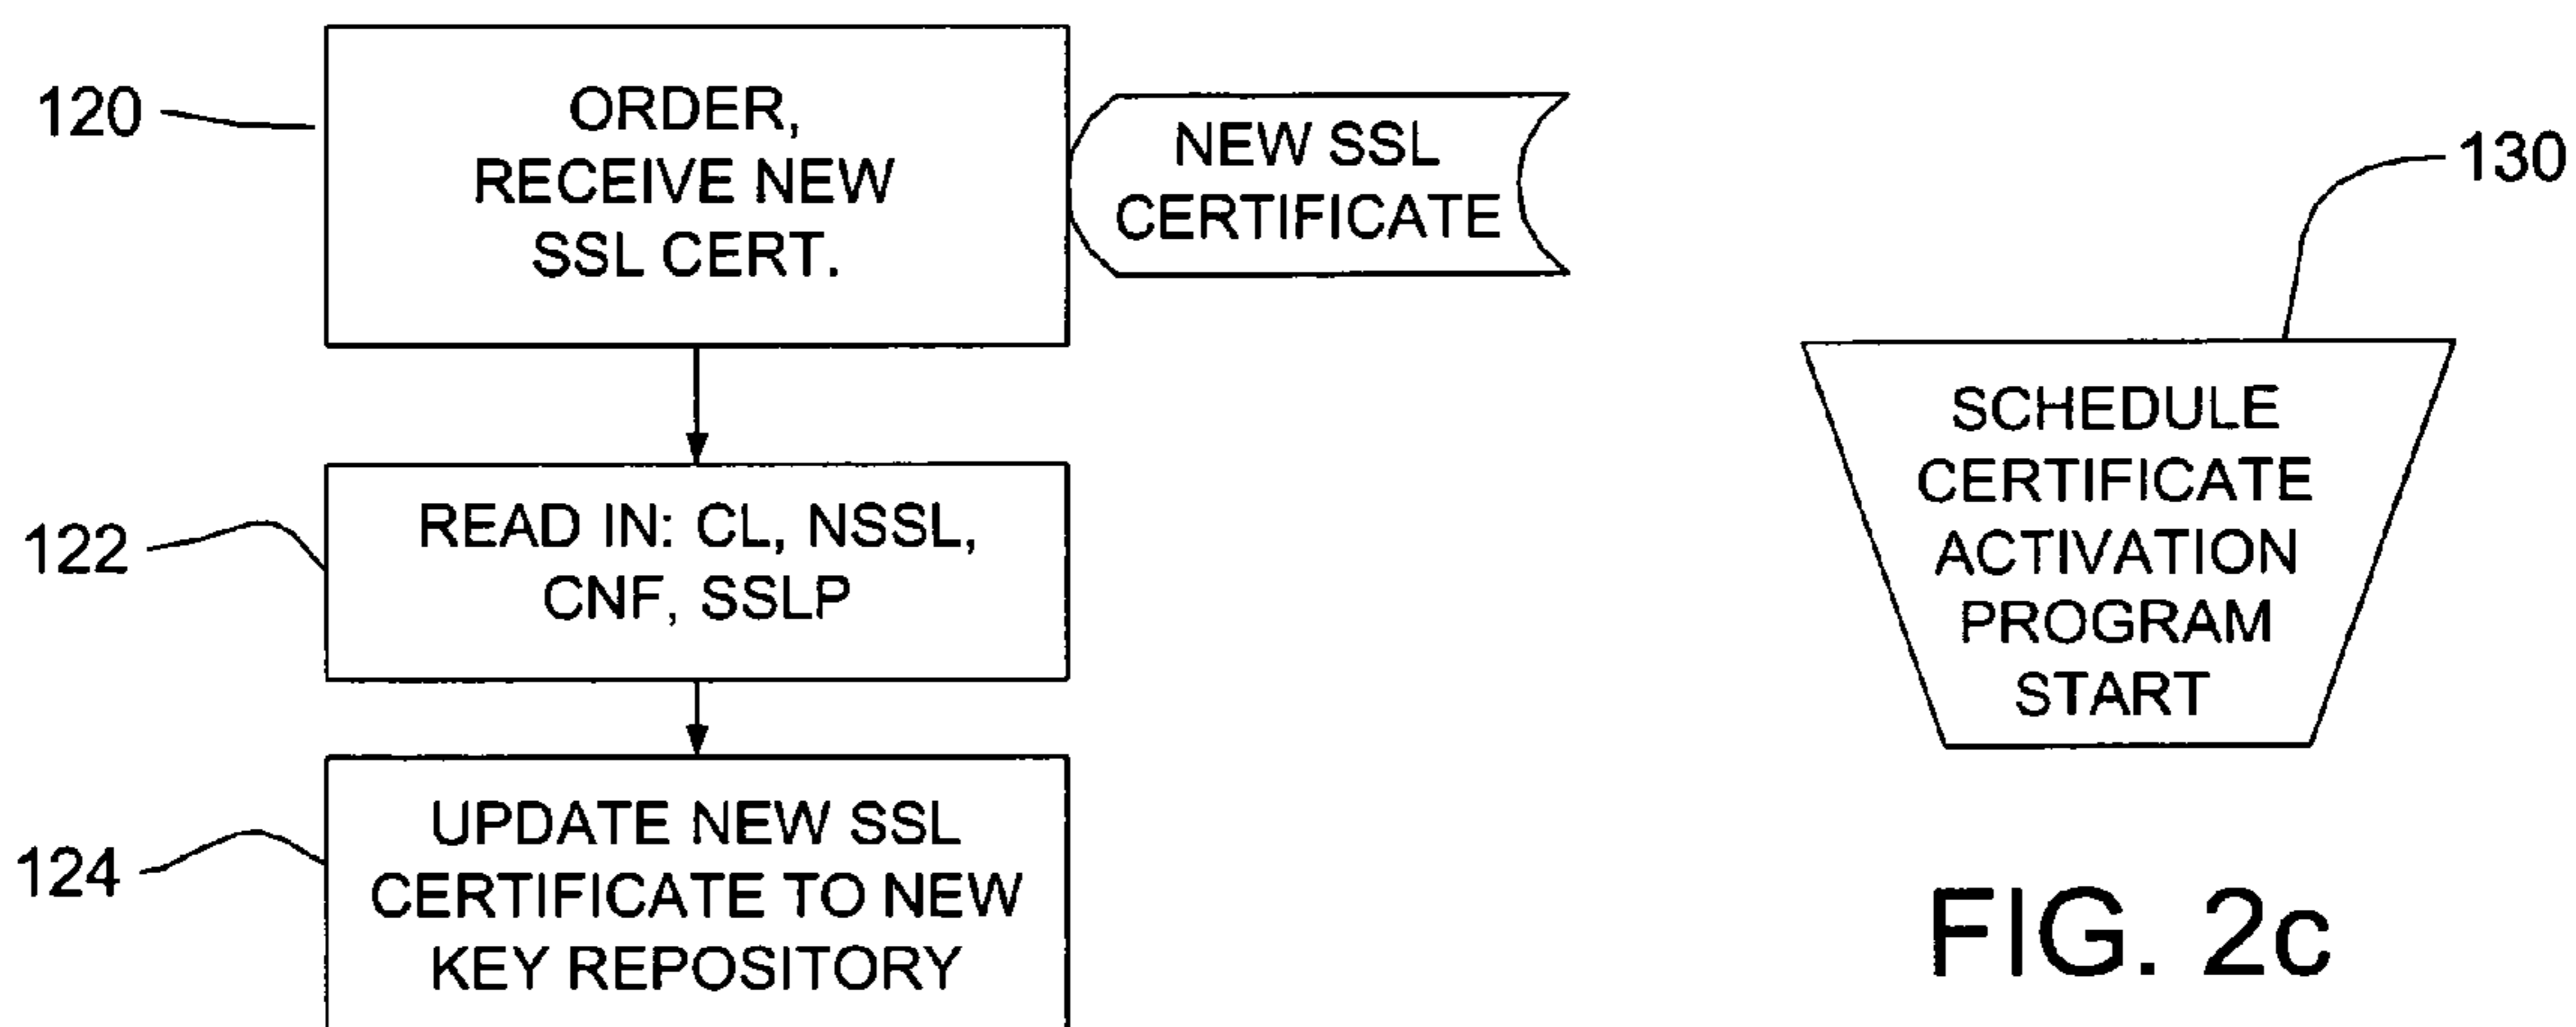 120
ORDER,
RECEIVE NEW
SSL CERT.
NEW SSL
CERTIFICATE
122
READ IN: CL, NSSL,
CNF, SSLP
124
UPDATE NEW SSL
CERTIFICATE TO NEW
KEY REPOSITORY
130
SCHEDULE
CERTIFICATE
ACTIVATION
PROGRAM
START
FIG. 2c